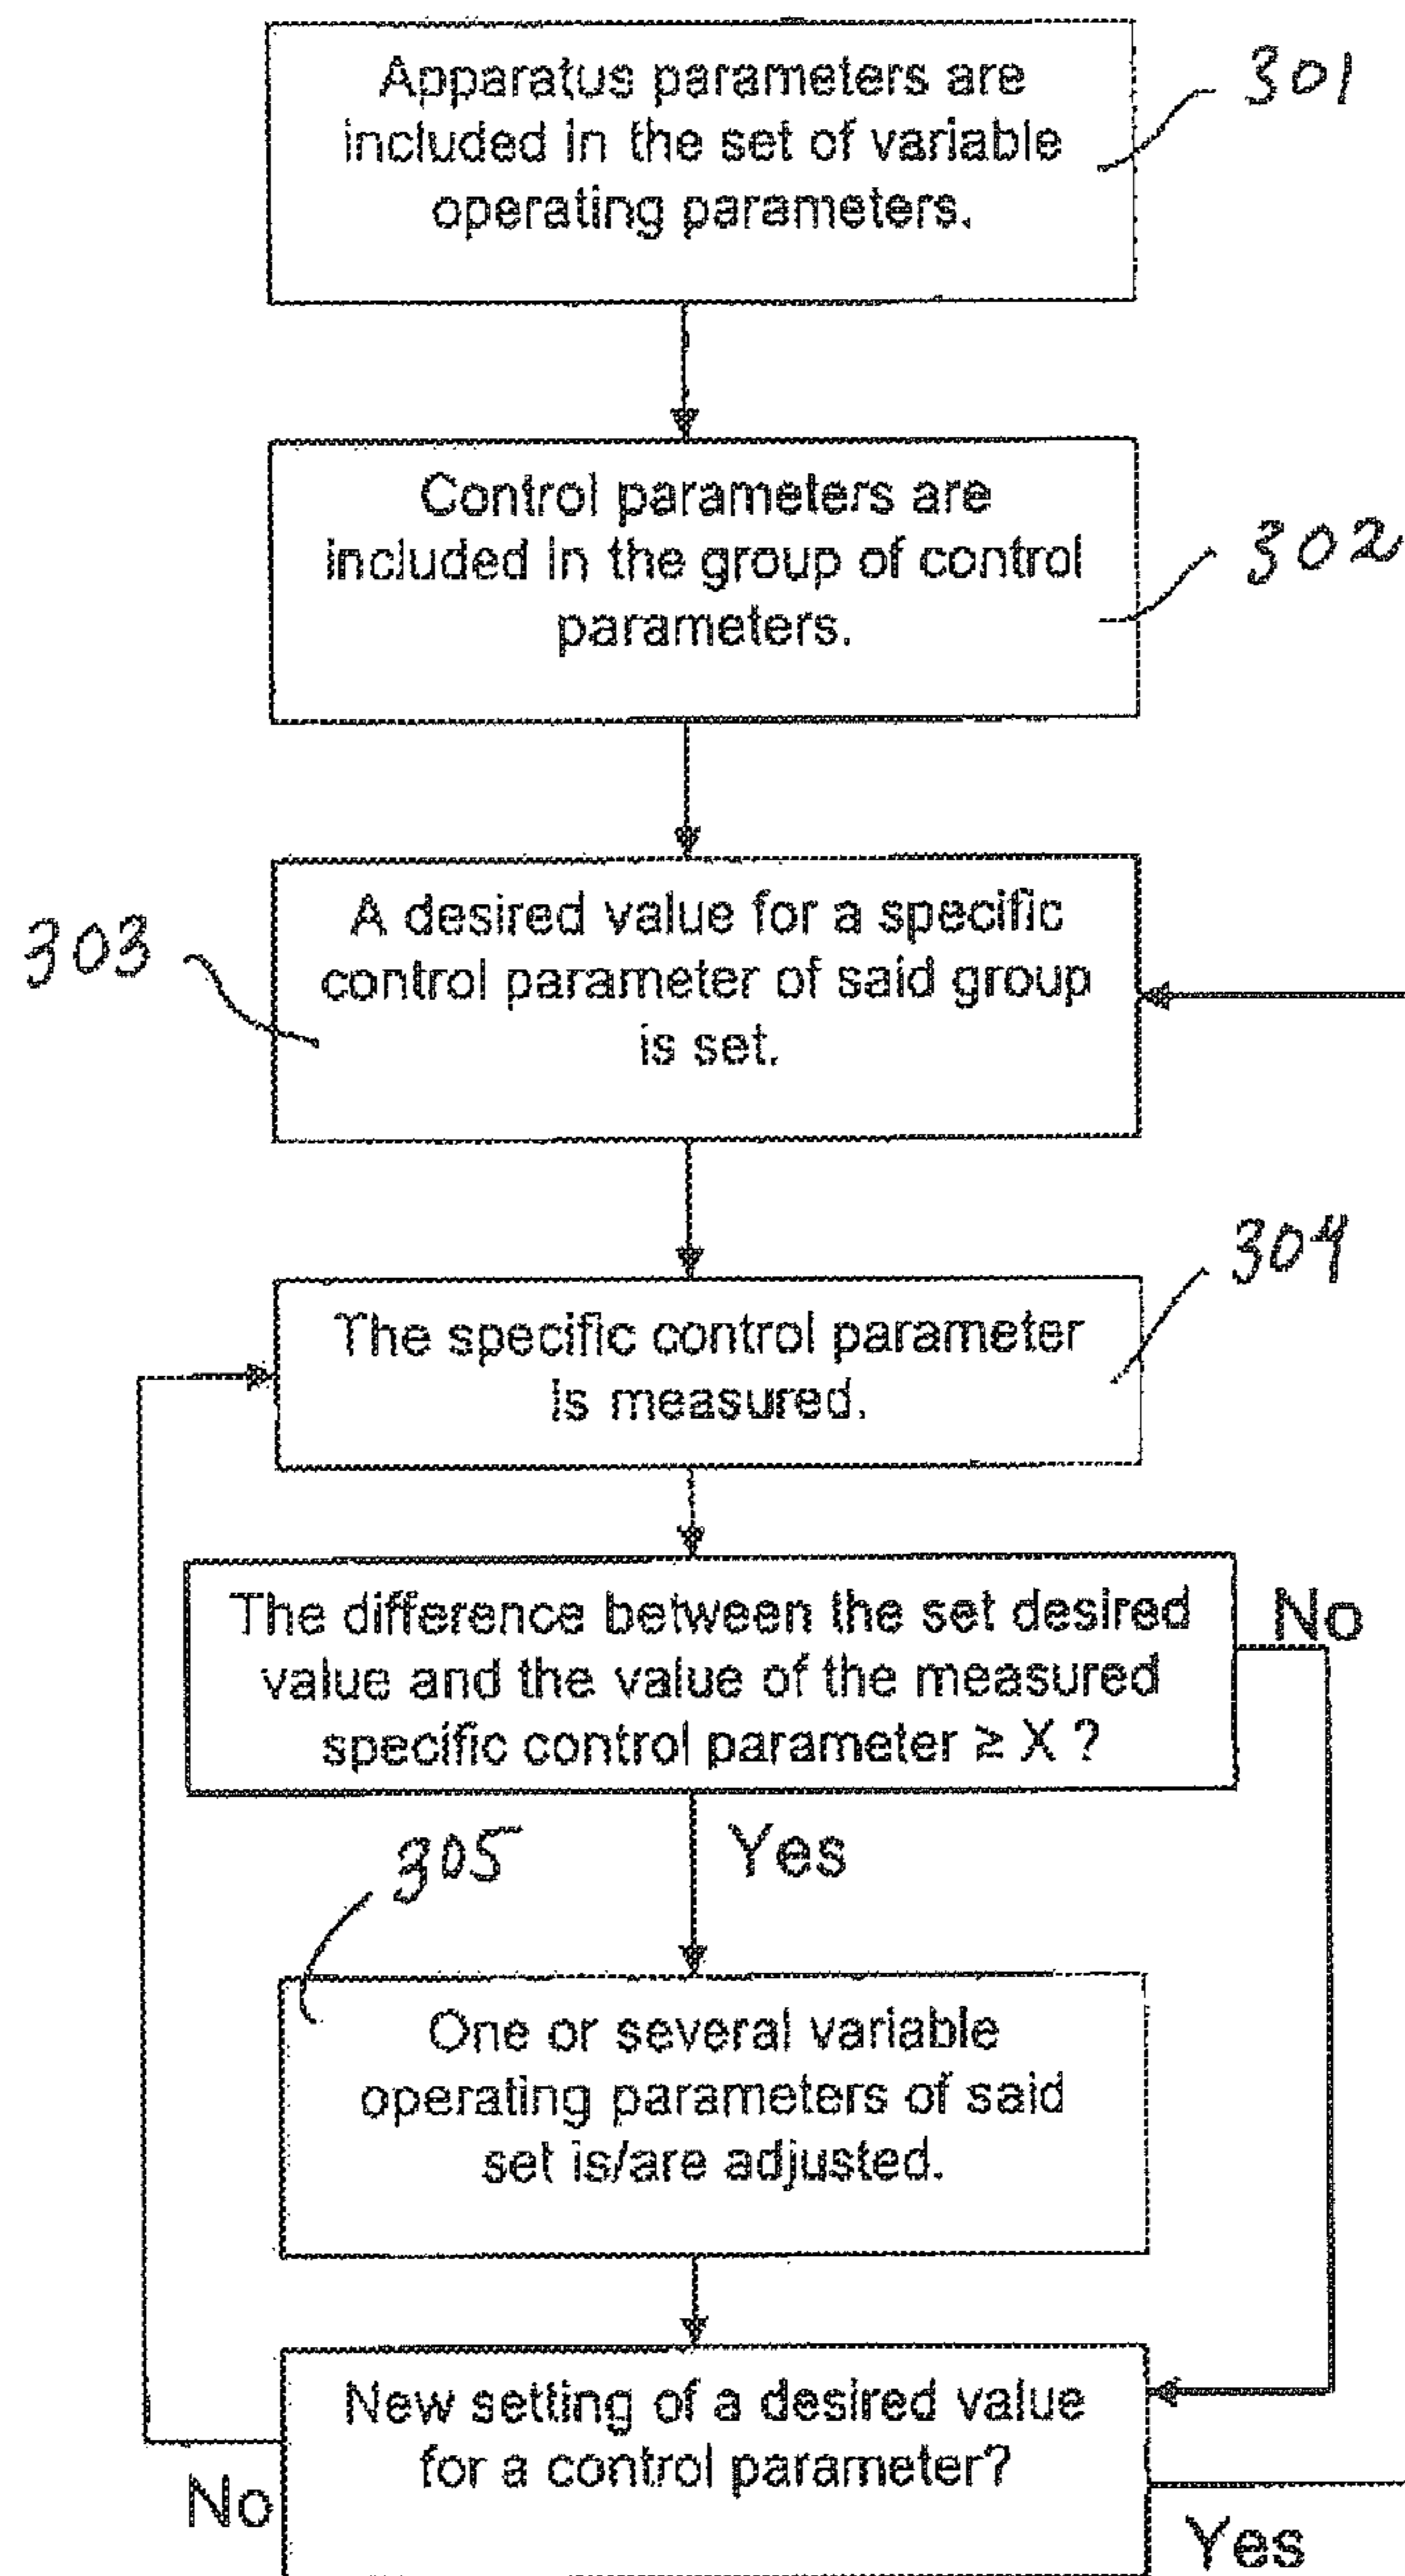 Apparatus parameters are
included in the set of variable
operating parameters.
301
Control parameters are
included in the group of control
parameters.
302
303
A desired value for a specific
control parameter of said group
is set.
304
The specific control parameter
is measured.
The difference between the set desired
value and the value of the measured
specific control parameter ≥ X ?
No
305
Yes
One or several variable
operating parameters of said
set is/are adjusted.
New setting of a desired value
for a control parameter?
No
Yes